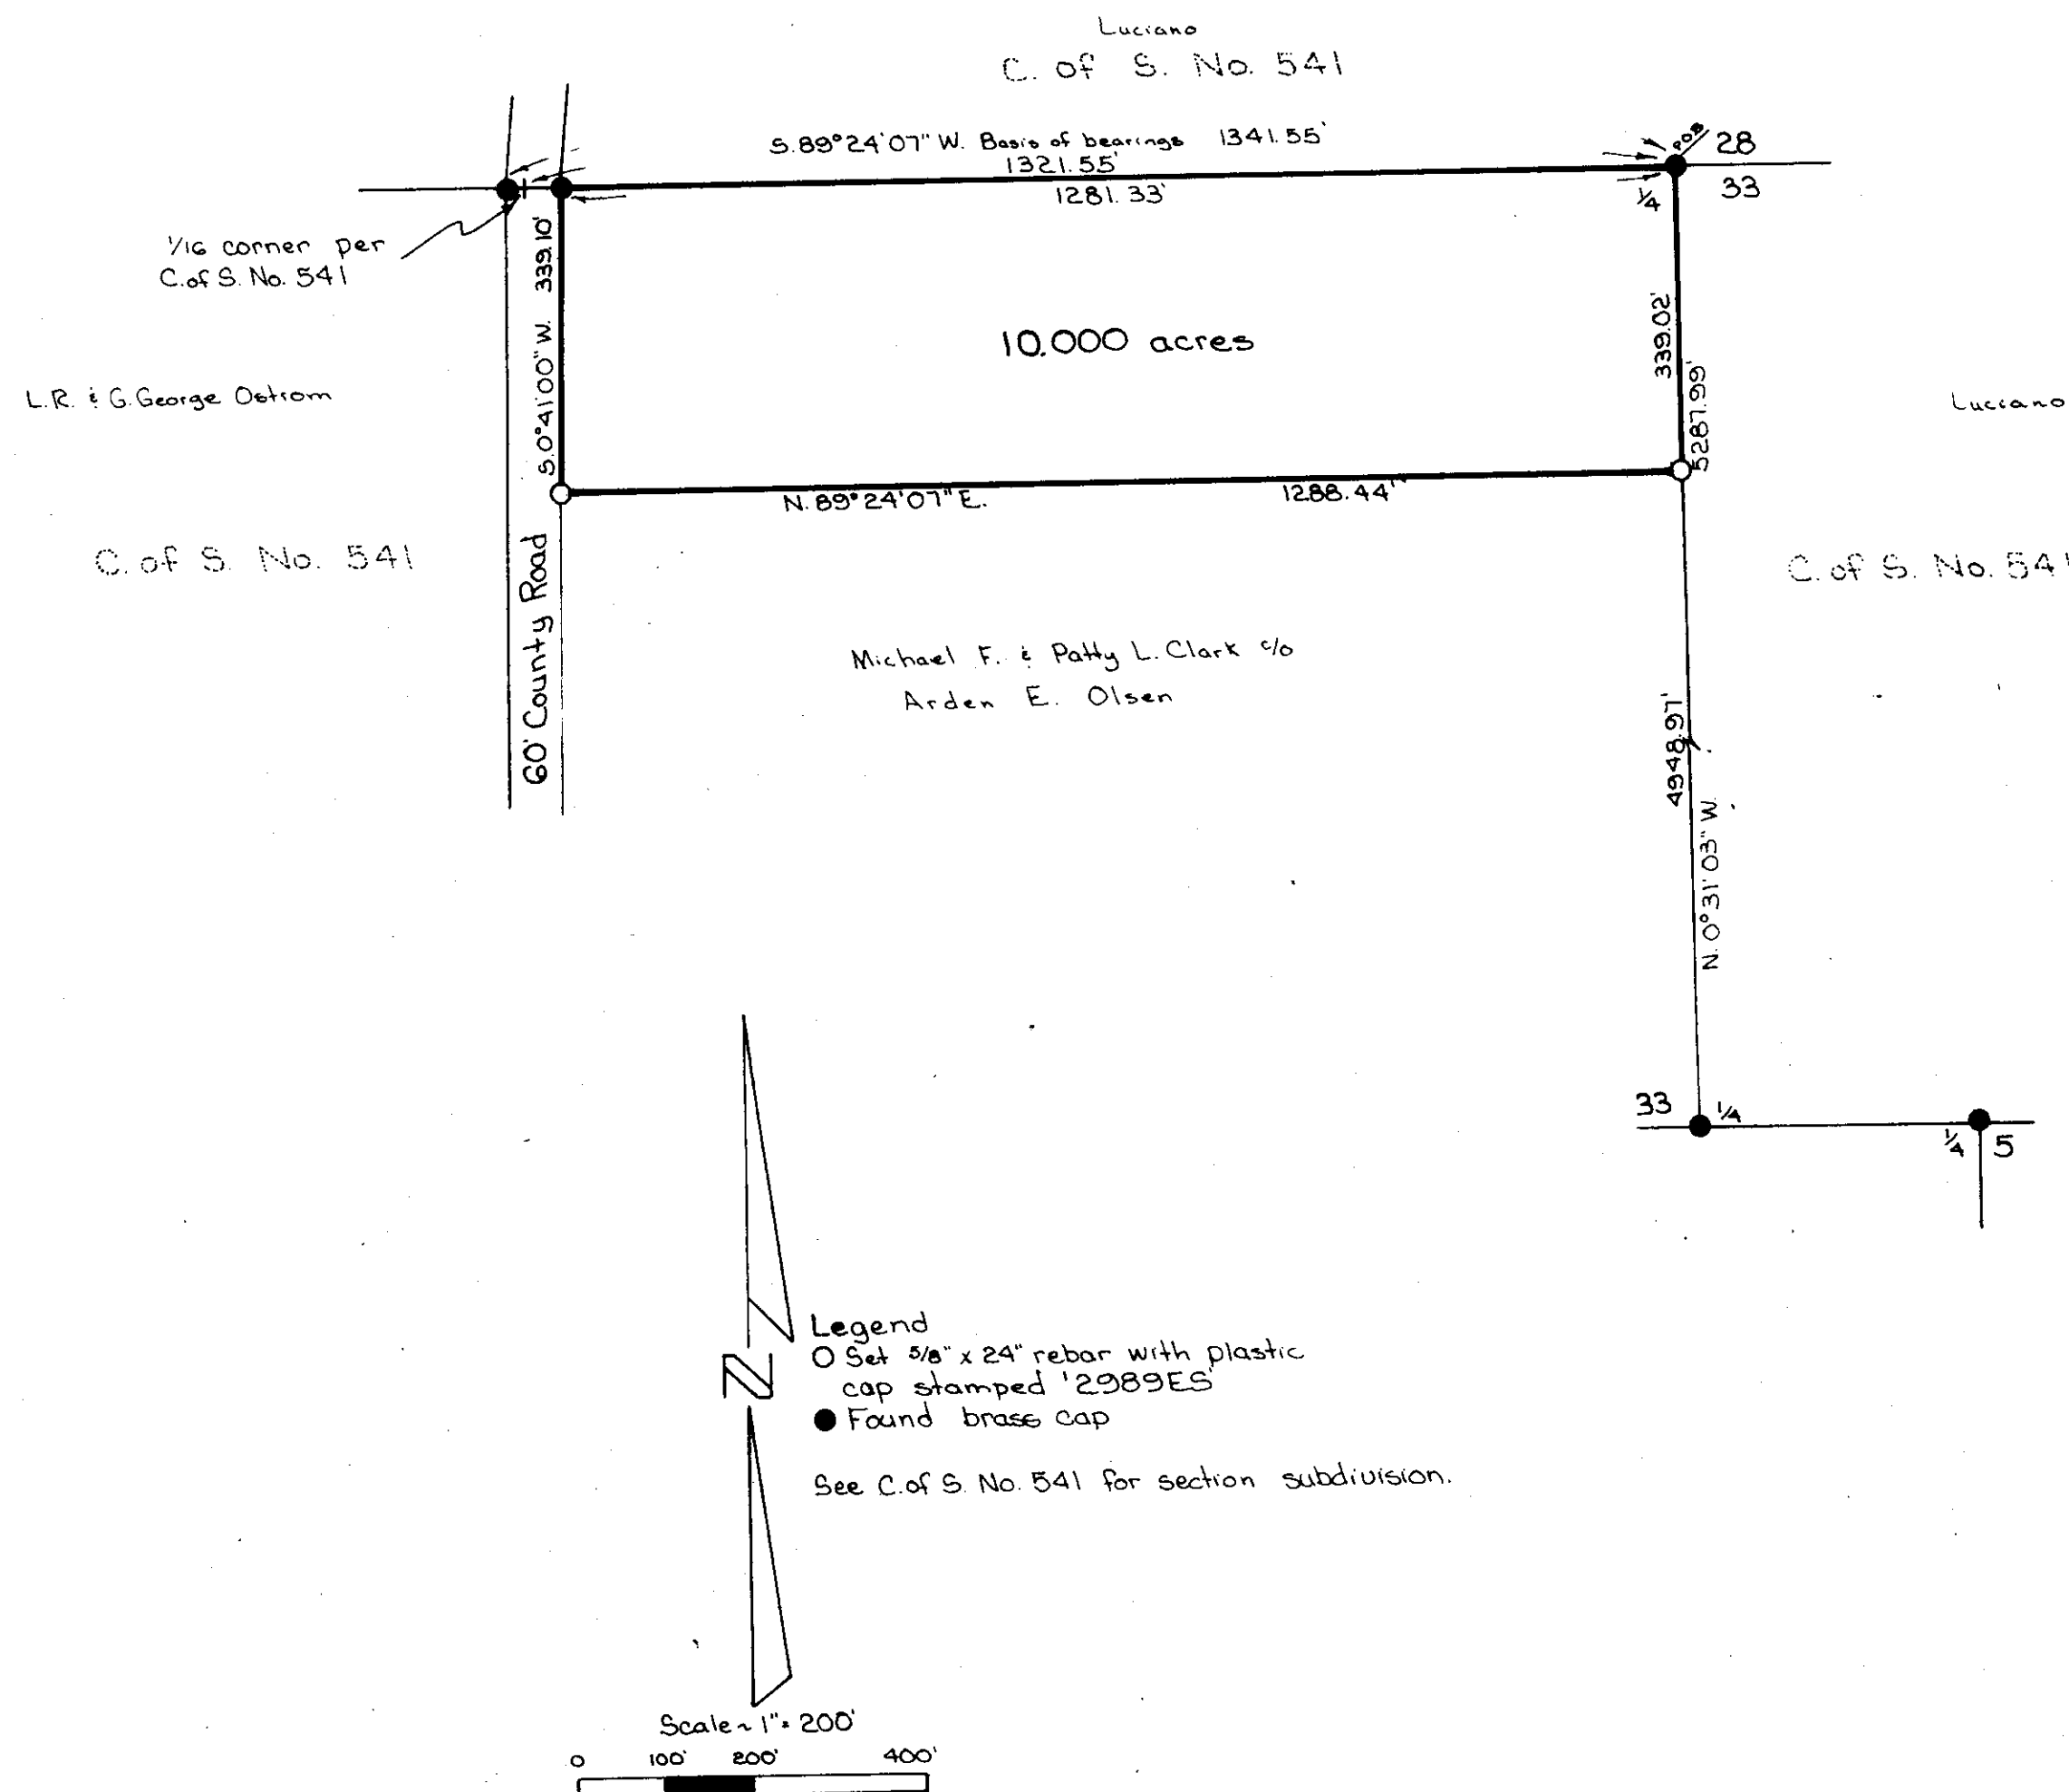 Luciano
C. of S. No. 541
S.89°24'07" W. Basis of bearings 1341.55'
1321.55'
1281.33'
POB
28
33
1/4
1/16 corner per
C. of S. No. 541
S.0°41'00" W. 339.10'
10.000 acres
339.02'
5287.99'
L.R. & G. George Ostrom
Luciano
N. 89°24'07" E. 1288.44'
C. of S. No. 541
C. of S. No. 541
60' County Road
Michael F. & Patty L. Clark c/o
Arden E. Olsen
4948.97'
N. 0°31'03" W.
33 1/4
1/4 5
N
Legend
O Set 5/8" x 24" rebar with plastic
cap stamped '2989ES'
● Found brass cap
See C. of S. No. 541 for section subdivision.
Scale ~ 1" = 200'
0 100' 200' 400'